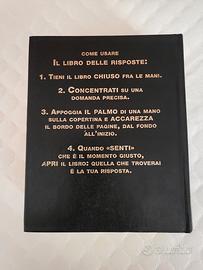 COME USARE
IL LIBRO DELLE RISPOSTE:
1. TIENI IL LIBRO CHIUSO FRA LE MANI.
2. CONCENTRATI SU UNA
DOMANDA PRECISA.
3. APPOGGIA IL PALMO DI UNA MANO
SULLA COPERTINA E ACCAREZZA
IL BORDO DELLE PAGINE, DAL FONDO
ALL'INIZIO.
4. QUANDO «SENTI»
CHE È IL MOMENTO GIUSTO,
APRI IL LIBRO: QUELLA CHE TROVERAI
È LA TUA RISPOSTA.
subito